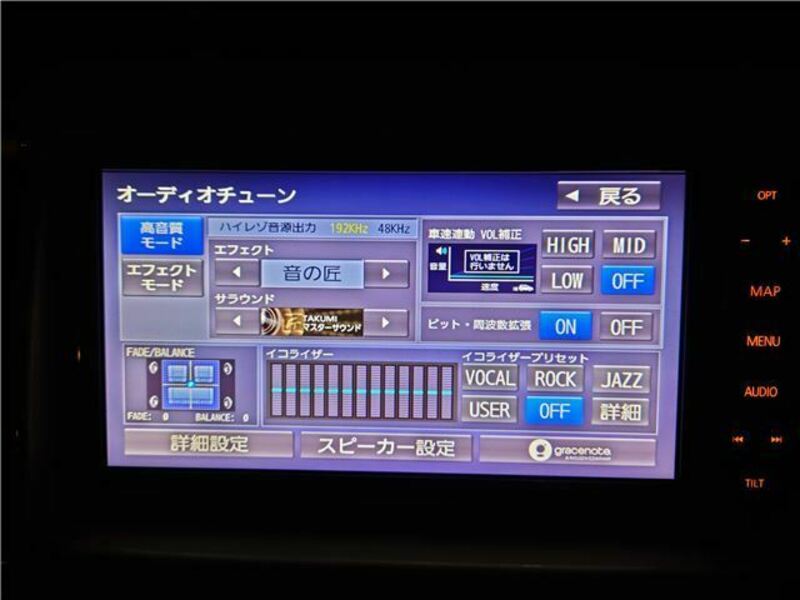 オーディオチューン
戻る
高音質
モード
ハイレゾ音源出力 192KHz 48KHz
エフェクト
音の匠
エフェクト
モード
サラウンド
匠 TAKUMI
マスターサウンド
車速連動 VOL補正
音量
VOL補正は
行いません
速度
HIGH MID
LOW OFF
ビット・周波数拡張 ON OFF
FADE/BALANCE
FADE: 0 BALANCE: 0
イコライザー
イコライザープリセット
VOCAL ROCK JAZZ
USER OFF 詳細
詳細設定 スピーカー設定 gracenote
OPT
- +
MAP
MENU
AUDIO
TILT